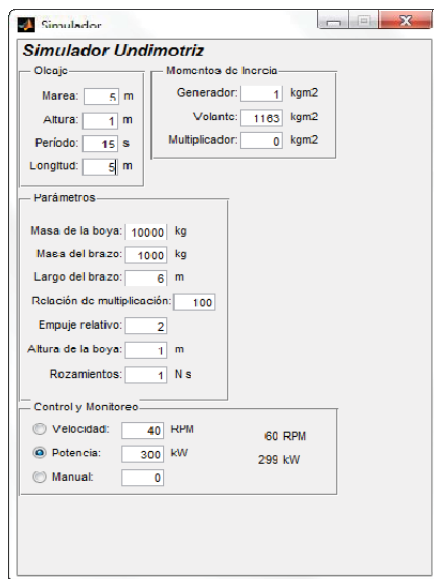 Simulador
Simulador Undimotriz
Oleaje
Marea: 5 m
Altura: 1 m
Período: 15 s
Longitud: 5 m
Momentos de Inercia
Generador: 1 kgm2
Volante: 1163 kgm2
Multiplicador: 0 kgm2
Parámetros
Masa de la boya: 10000 kg
Masa del brazo: 1000 kg
Largo del brazo: 6 m
Relación de multiplicación: 100
Empuje relativo: 2
Altura de la boya: 1 m
Rozamientos: 1 N s
Control y Monitoreo
Velocidad: 40 RPM
60 RPM
Potencia: 300 kW
299 kW
Manual: 0